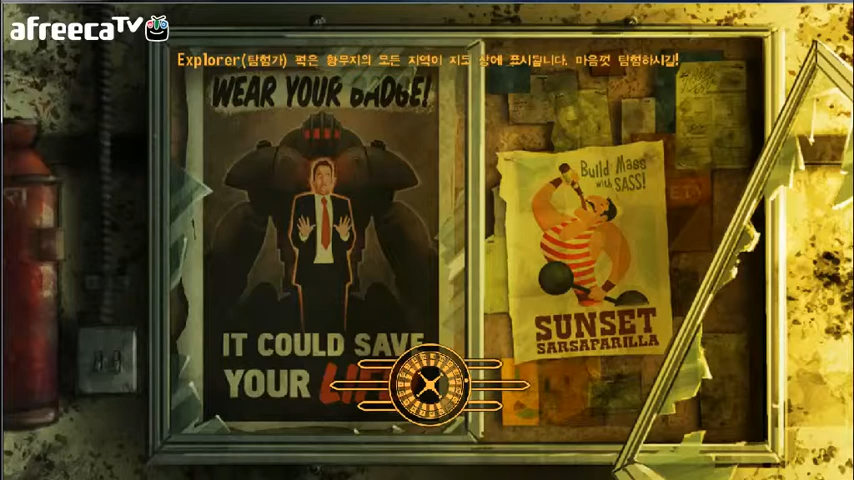 afreecaTV
Explorer(탐험가) 퍽은 황무지의 모든 지역이 지도 상에 표시됩니다. 마음껏 탐험하시길!
WEAR YOUR BADGE!
IT COULD SAVE
YOUR LIFE
Build Mass
with SASS!
SUNSET
SARSAPARILLA